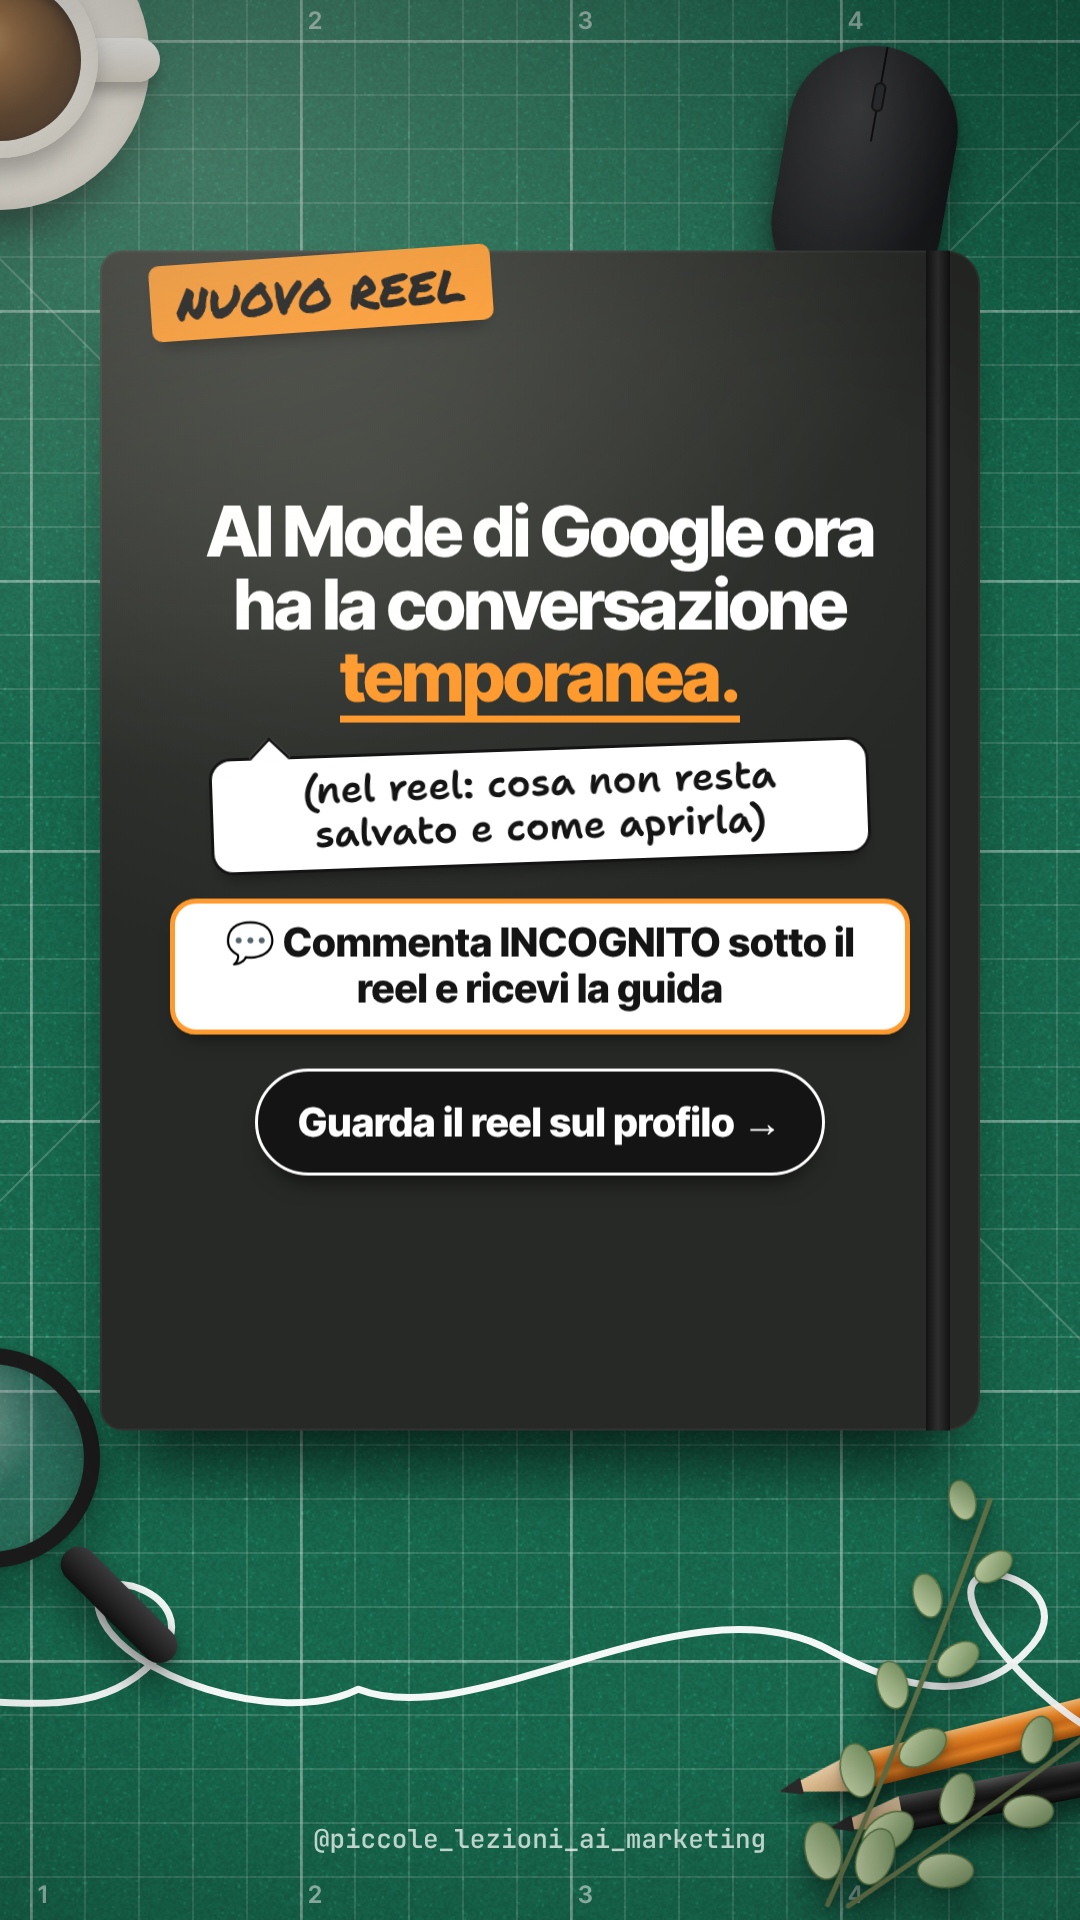 2 3 4
NUOVO REEL
AI Mode di Google ora
ha la conversazione
temporanea.
(nel reel: cosa non resta
salvato e come aprirla)
💬 Commenta INCOGNITO sotto il
reel e ricevi la guida
Guarda il reel sul profilo →
@piccole_lezioni_ai_marketing
1 2 3 4